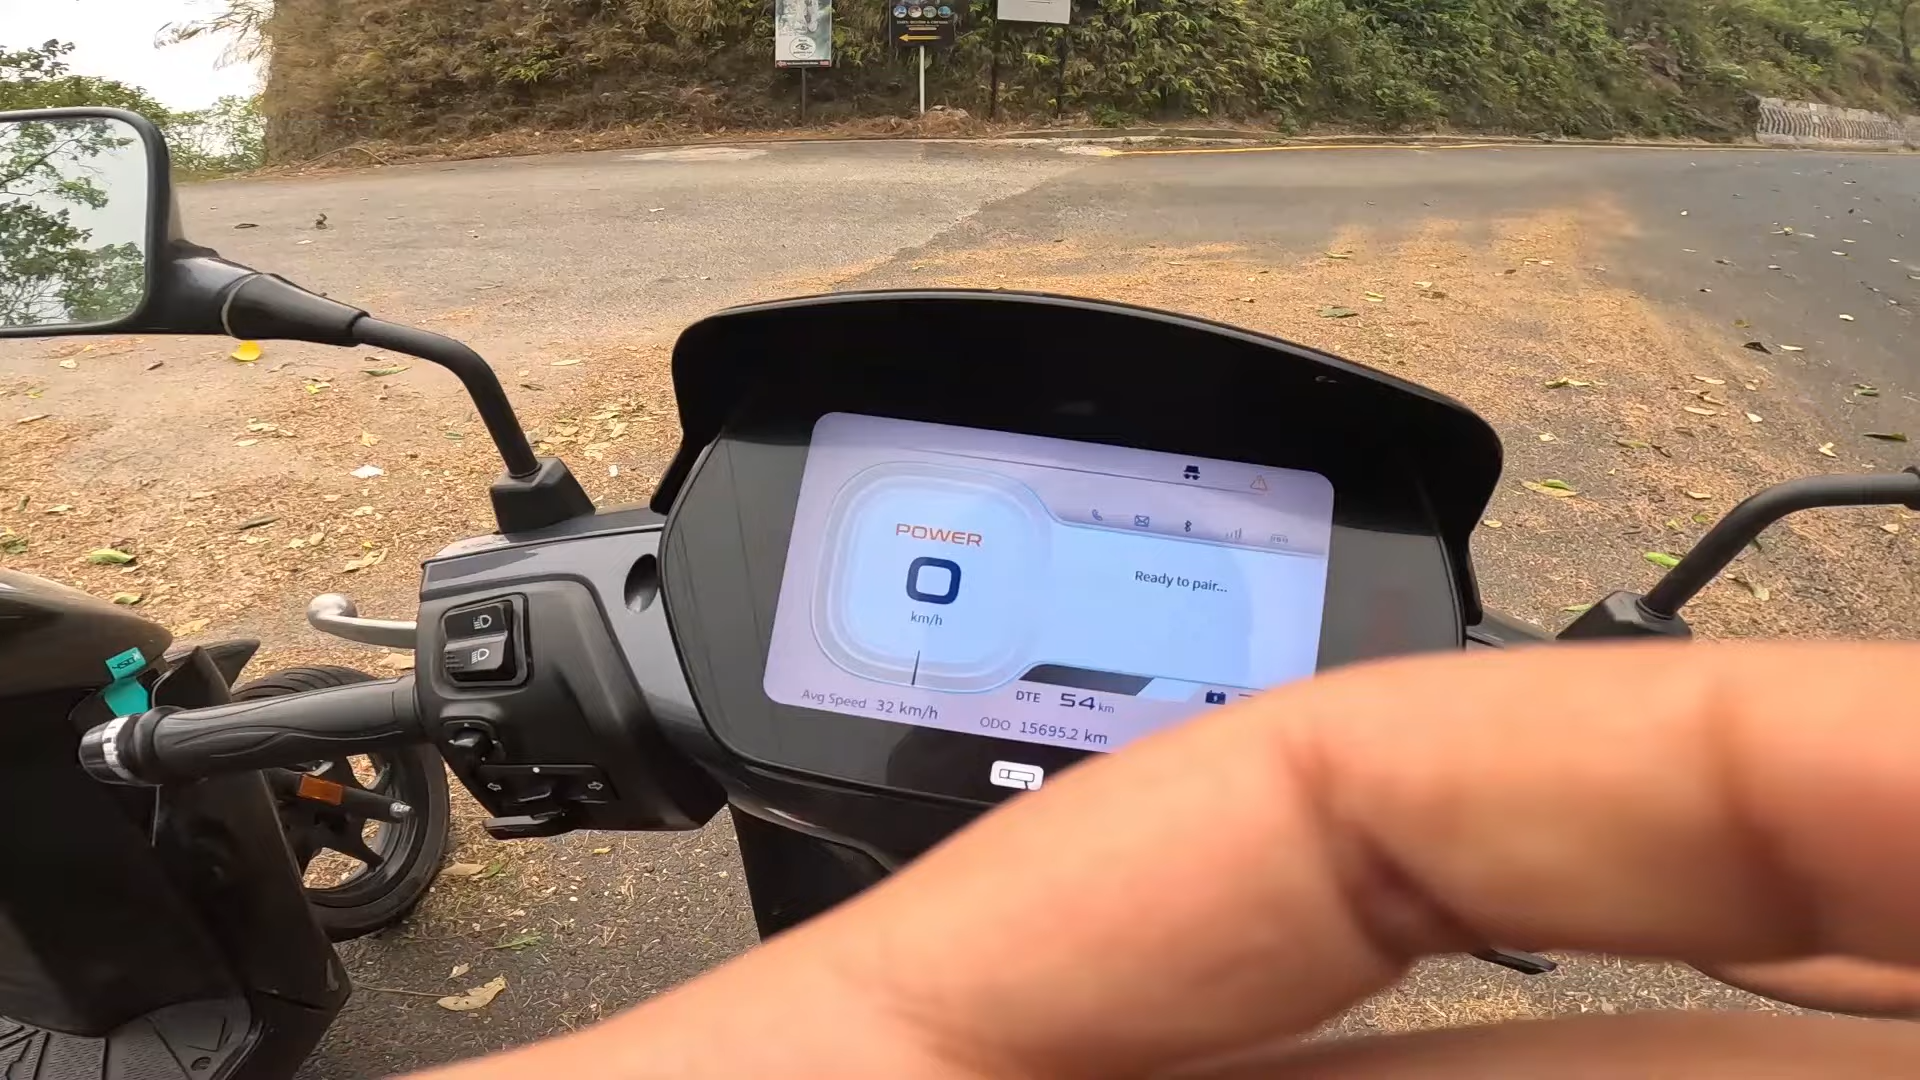 POWER
0
km/h
Ready to pair...
DTE 54 km
Avg Speed 32 km/h
ODO 15695.2 km